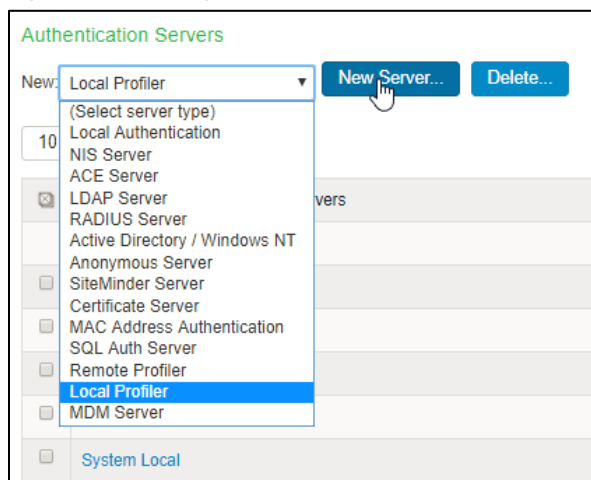 Authentication Servers
New: Local Profiler New Server... Delete...
(Select server type)
Local Authentication
10
NIS Server
ACE Server
LDAP Server
vers
RADIUS Server
Active Directory / Windows NT
Anonymous Server
SiteMinder Server
Certificate Server
MAC Address Authentication
SQL Auth Server
Remote Profiler
Local Profiler
MDM Server
System Local